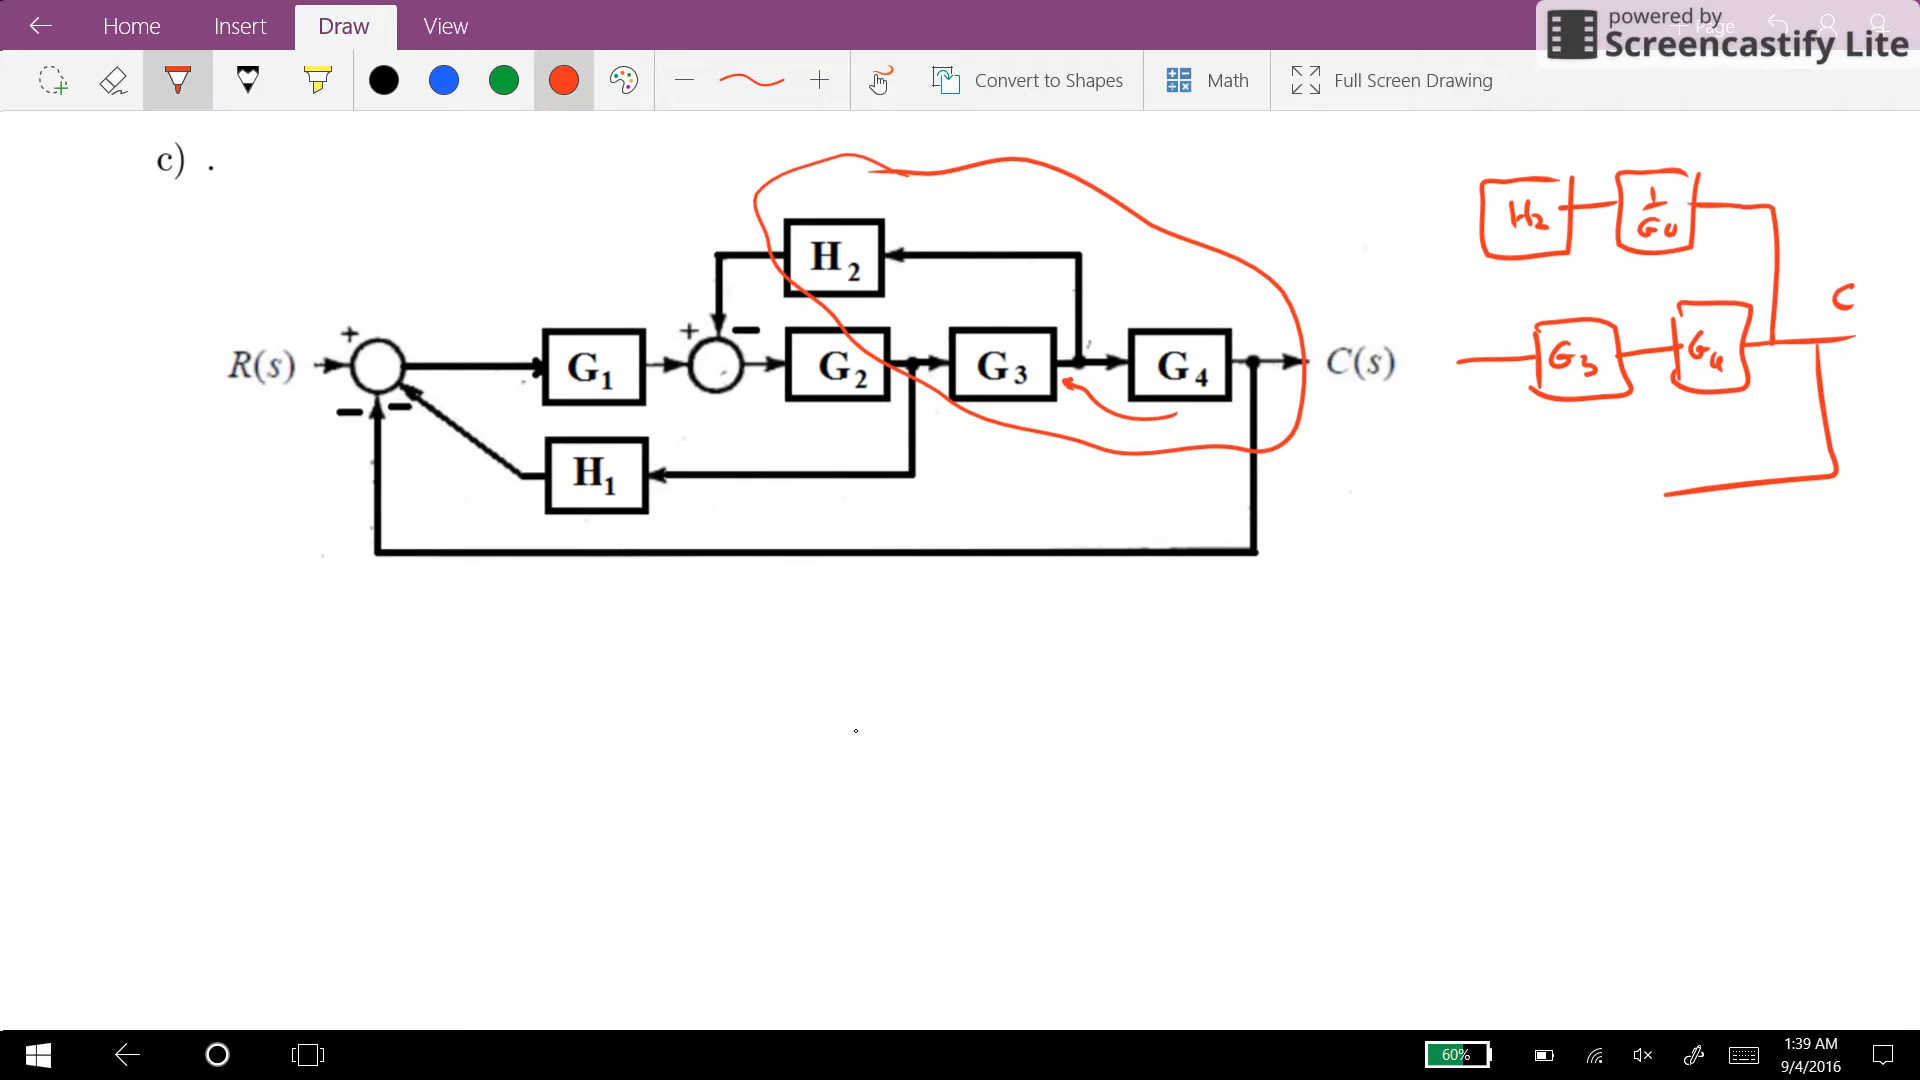 Home Insert Draw View
powered by
Screencastify Lite
Page
Convert to Shapes Math Full Screen Drawing
c) .
H2
1
G4
H2
C
R(s) + G1 + − G2 G3 G4 C(s)
G3 G4
− −
H1
60%
1:39 AM
9/4/2016